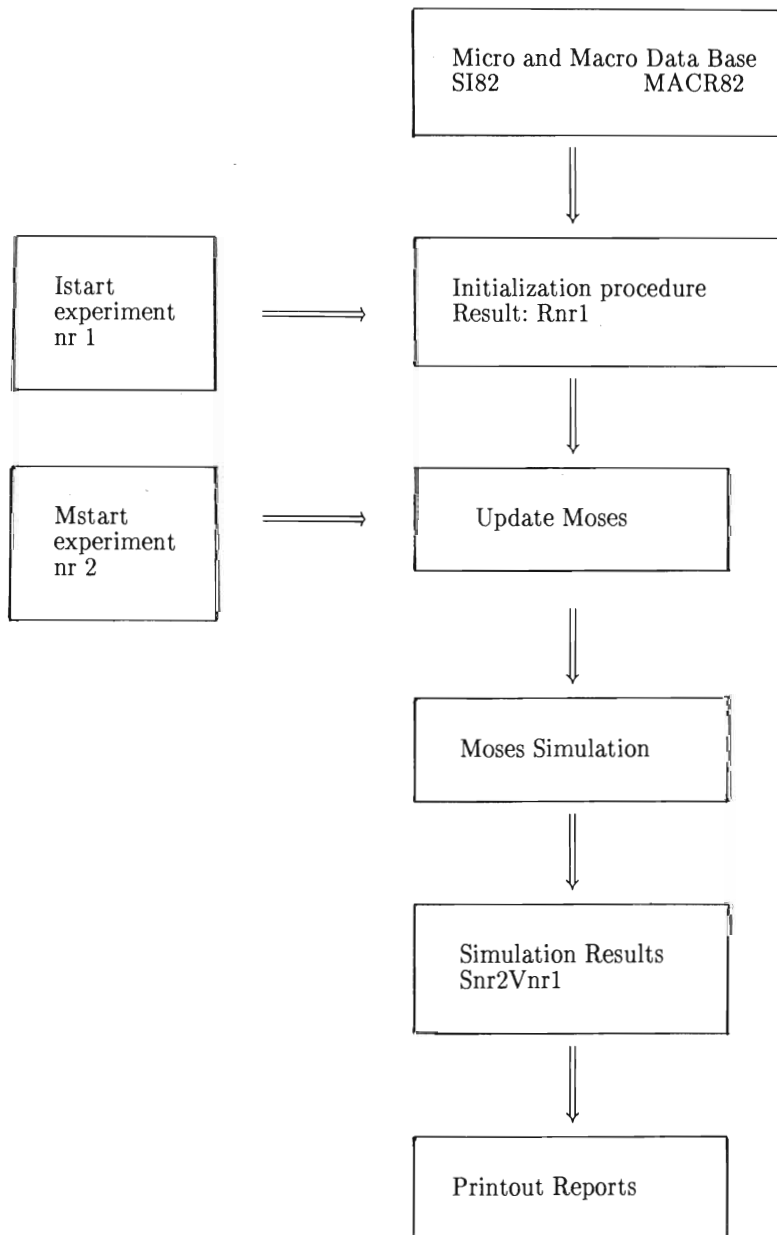 Micro and Macro Data Base
SI82 MACR82
Istart
experiment
nr 1
Initialization procedure
Result: Rnr1
Mstart
experiment
nr 2
Update Moses
Moses Simulation
Simulation Results
Snr2Vnr1
Printout Reports